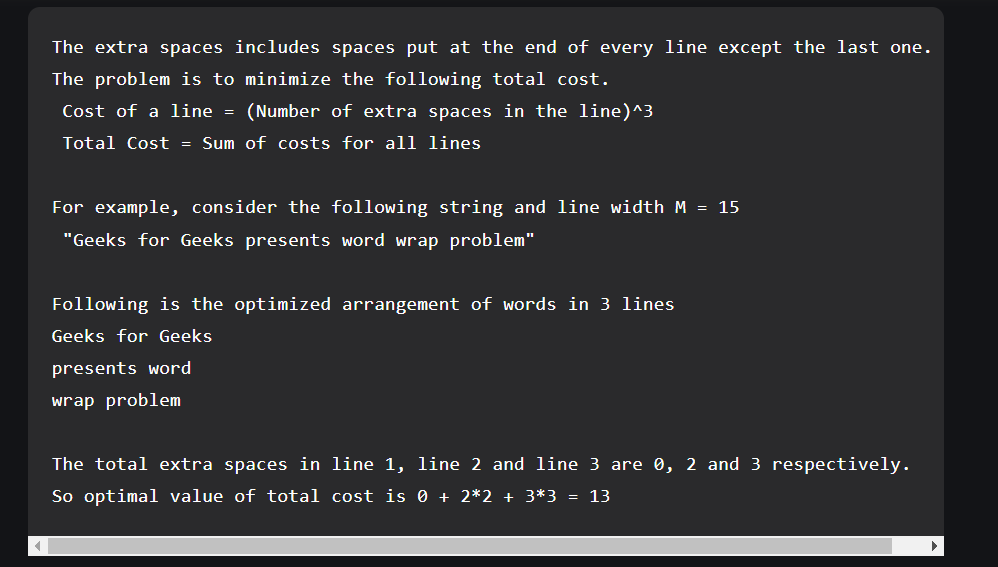 The extra spaces includes spaces put at the end of every line except the last one.
The problem is to minimize the following total cost.
Cost of a line = (Number of extra spaces in the line)^3
Total Cost = Sum of costs for all lines
For example, consider the following string and line width M = 15
"Geeks for Geeks presents word wrap problem"
Following is the optimized arrangement of words in 3 lines
Geeks for Geeks
presents word
wrap problem
The total extra spaces in line 1, line 2 and line 3 are 0, 2 and 3 respectively.
So optimal value of total cost is 0 + 2*2 + 3*3 = 13